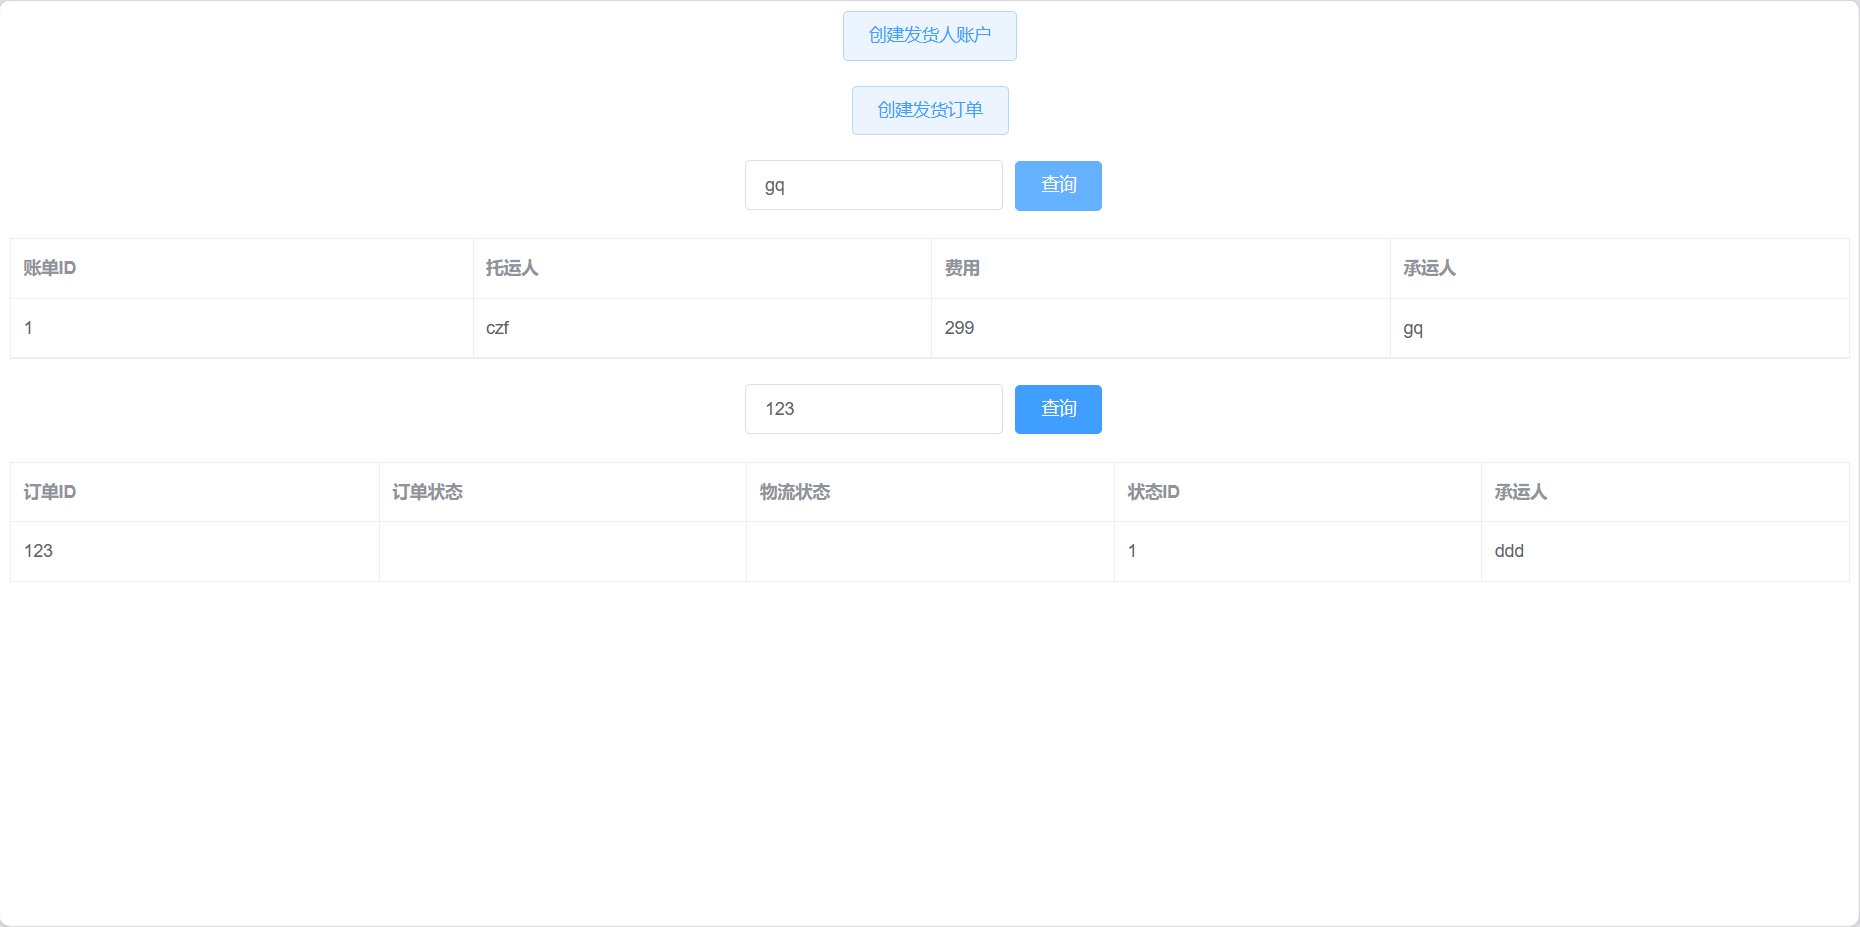 创建发货人账户
创建发货订单
gq 查询
账单ID 托运人 费用 承运人
1 czf 299 gq
123 查询
订单ID 订单状态 物流状态 状态ID 承运人
123 1 ddd